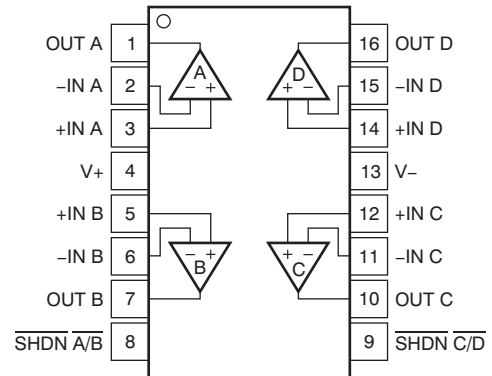 OUT A 1 16 OUT D
−IN A 2 A − + D + − 15 −IN D
+IN A 3 14 +IN D
V+ 4 13 V−
+IN B 5 12 +IN C
−IN B 6 − + B + − C 11 −IN C
OUT B 7 10 OUT C
SHDN A/B 8 9 SHDN C/D